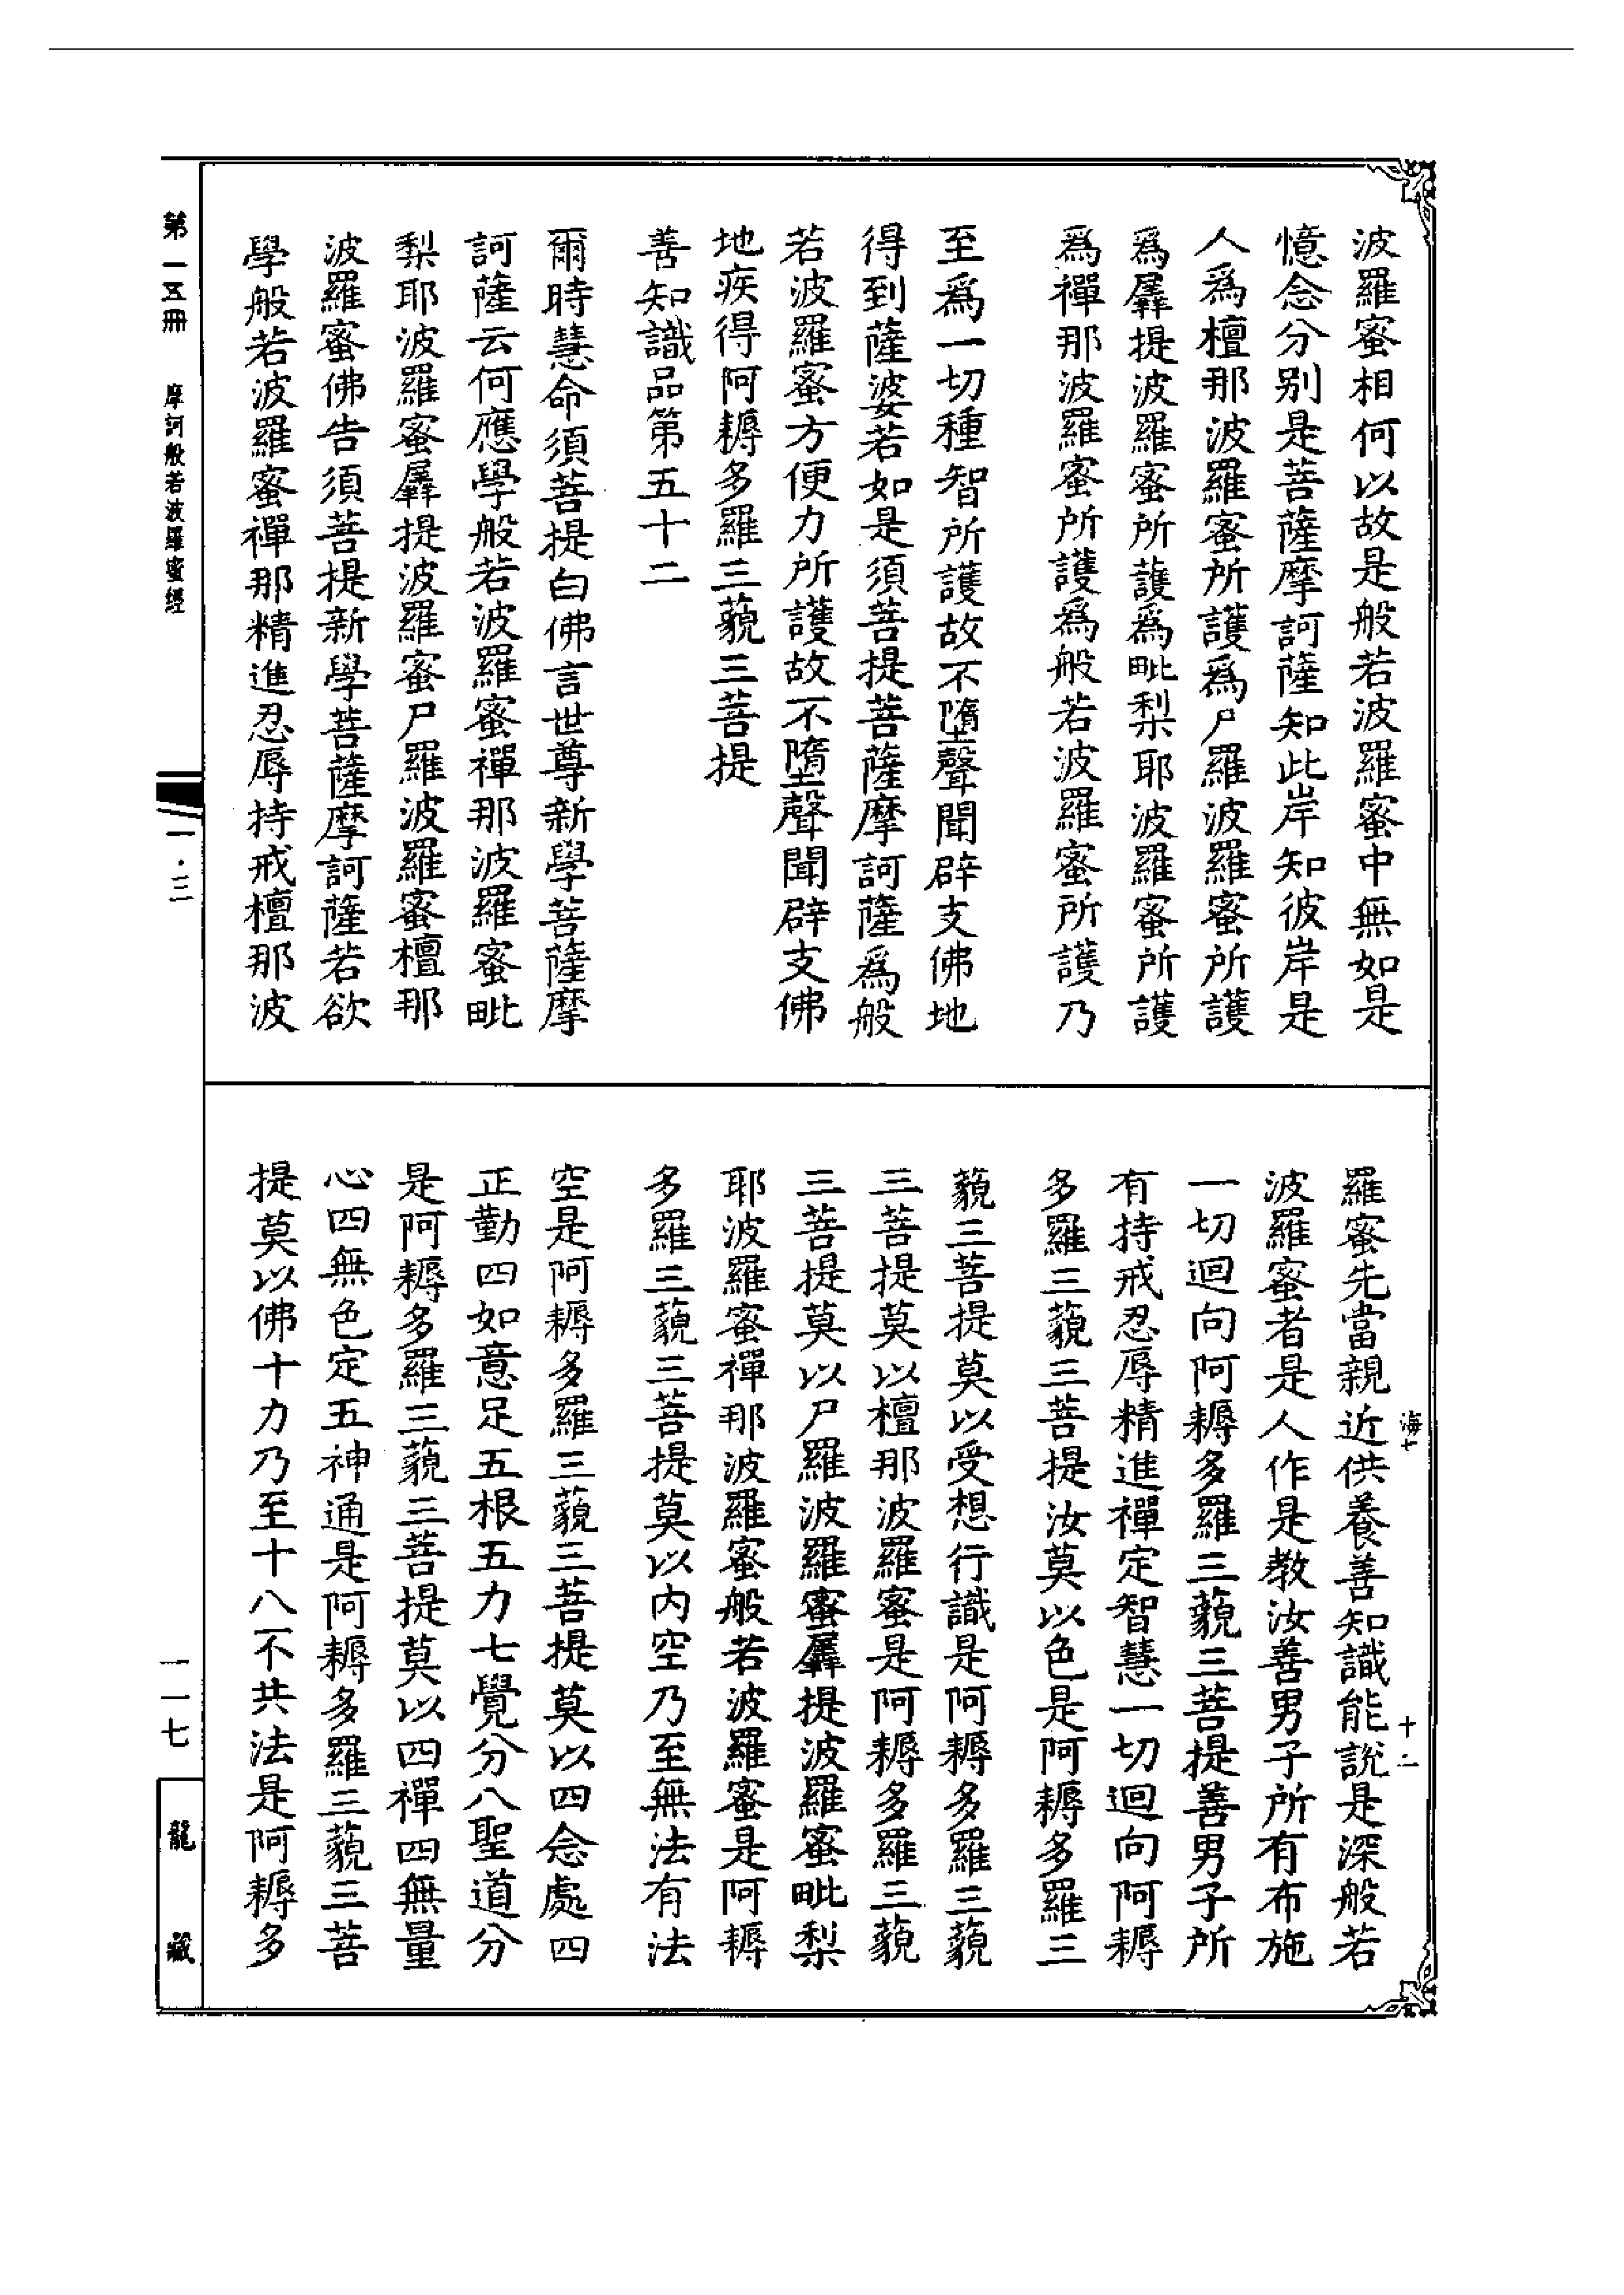 波羅蜜相何以故是般若波羅蜜中無如是
憶念分别是菩薩摩訶薩知此岸知彼岸是
人爲檀那波羅蜜所護爲尸羅波羅蜜所護
爲羼提波羅蜜所護爲毗梨耶波羅蜜所護
爲禪那波羅蜜所護爲般若波羅蜜所護乃
至爲一切種智所護故不墮聲聞辟支佛地
得到薩婆若如是須菩提菩薩摩訶薩爲般
若波羅蜜方便力所護故不墮聲聞辟支佛
地疾得阿耨多羅三藐三菩提
善知識品第五十二
爾時慧命須菩提白佛言世尊新學菩薩摩
訶薩云何應學般若波羅蜜禪那波羅蜜毗
梨耶波羅蜜羼提波羅蜜尸羅波羅蜜檀那
波羅蜜佛告須菩提新學菩薩摩訶薩若欲
學般若波羅蜜禪那精進忍辱持戒檀那波
羅蜜先當親近供養善知識能說是深般若
波羅蜜者是人作是教汝善男子所有布施
一切迴向阿耨多羅三藐三菩提善男子所
有持戒忍辱精進禪定智慧一切迴向阿耨
多羅三藐三菩提汝莫以色是阿耨多羅三
藐三菩提莫以受想行識是阿耨多羅三藐
三菩提莫以檀那波羅蜜是阿耨多羅三藐
三菩提莫以尸羅波羅蜜羼提波羅蜜毗梨
耶波羅蜜禪那波羅蜜般若波羅蜜是阿耨
多羅三藐三菩提莫以内空乃至無法有法
空是阿耨多羅三藐三菩提莫以四念處四
正勤四如意足五根五力七覺分八聖道分
是阿耨多羅三藐三菩提莫以四禪四無量
心四無色定五神通是阿耨多羅三藐三菩
提莫以佛十力乃至十八不共法是阿耨多
海七
十二
第一五冊
摩訶般若波羅蜜經
一·三
一一七
龍藏